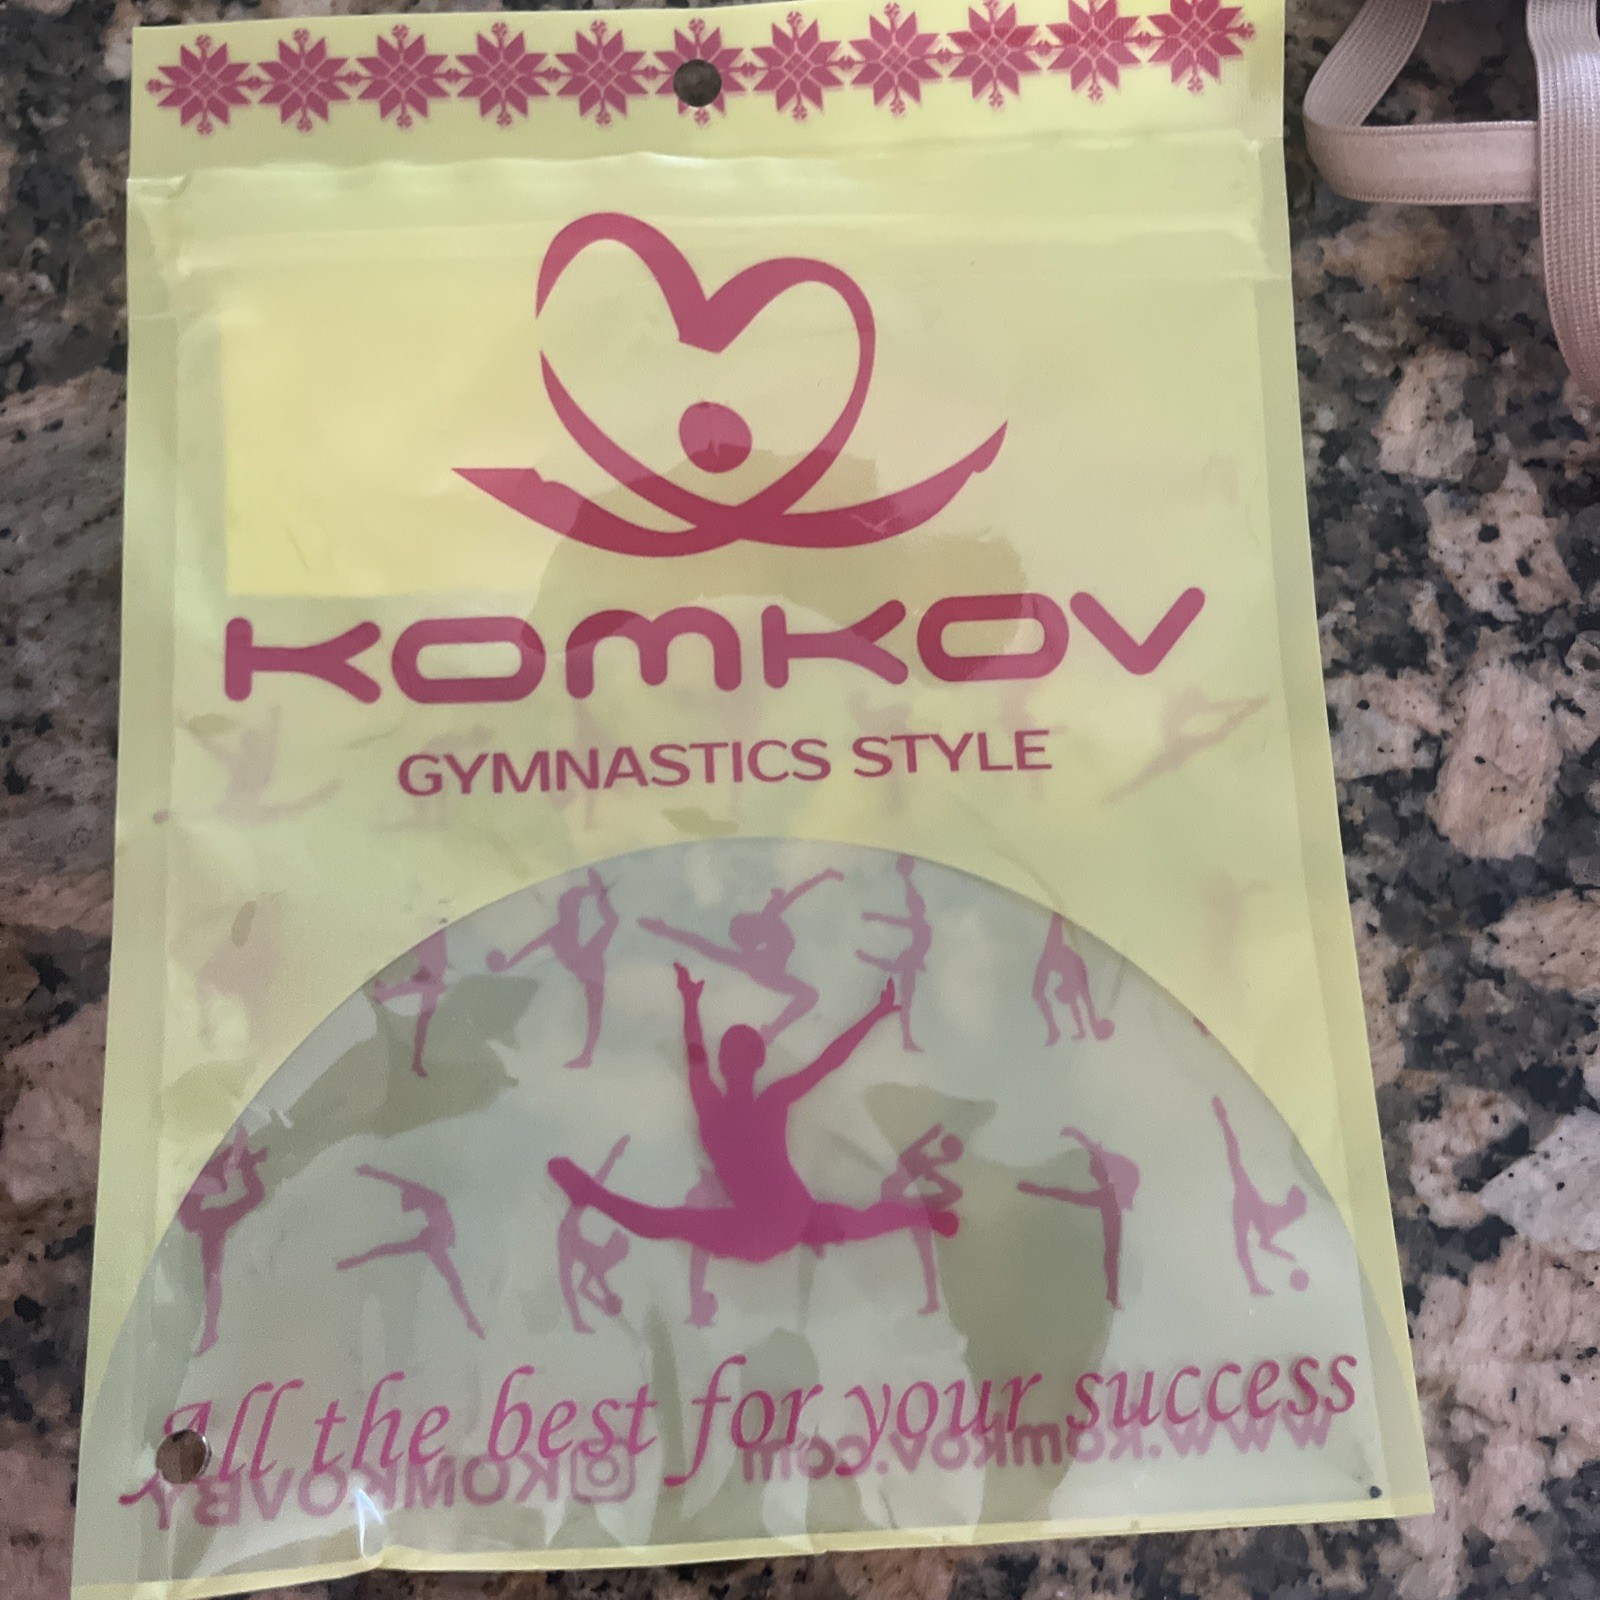 KOMKOV
GYMNASTICS STYLE
All the best for your success
KOMKOVBY
www.komkov.com